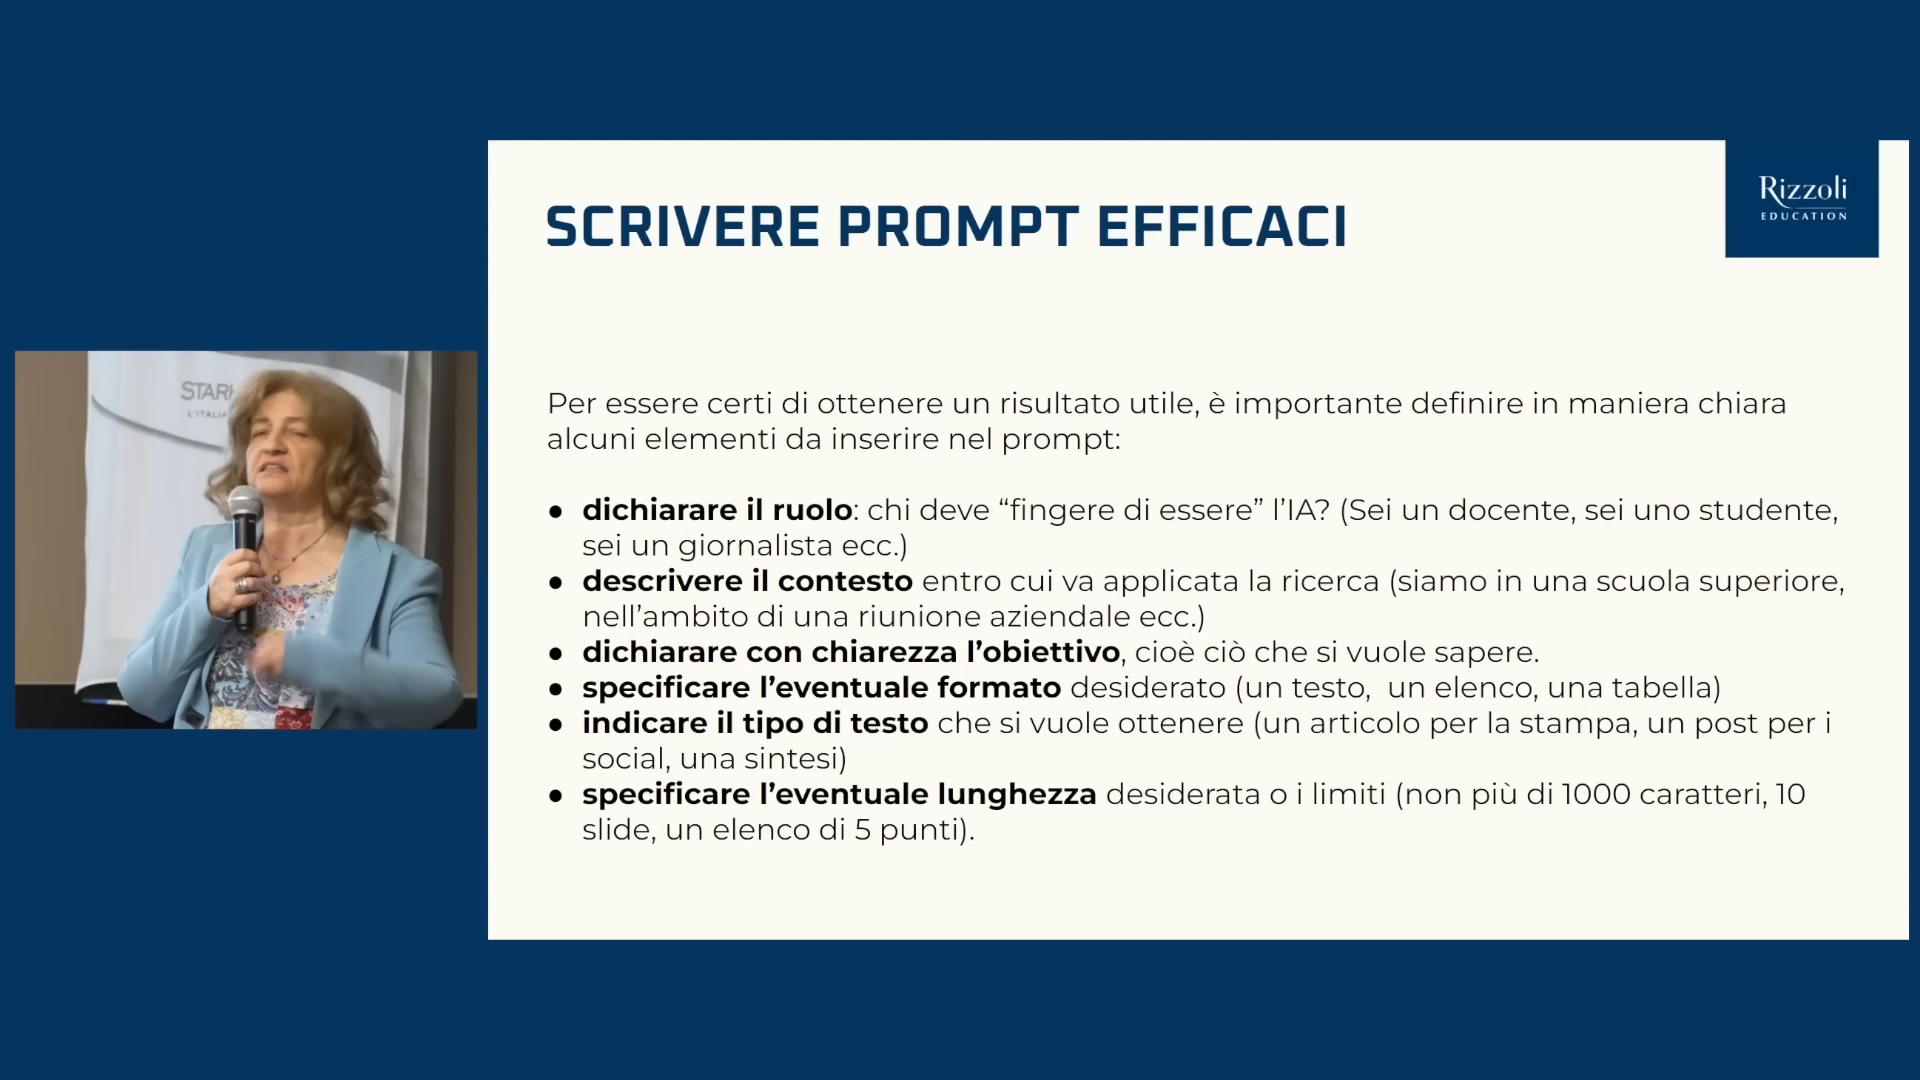 SCRIVERE PROMPT EFFICACI
Rizzoli
EDUCATION
Per essere certi di ottenere un risultato utile, è importante definire in maniera chiara
alcuni elementi da inserire nel prompt:
● dichiarare il ruolo: chi deve “fingere di essere” l’IA? (Sei un docente, sei uno studente,
sei un giornalista ecc.)
● descrivere il contesto entro cui va applicata la ricerca (siamo in una scuola superiore,
nell’ambito di una riunione aziendale ecc.)
● dichiarare con chiarezza l’obiettivo, cioè ciò che si vuole sapere.
● specificare l’eventuale formato desiderato (un testo,  un elenco, una tabella)
● indicare il tipo di testo che si vuole ottenere (un articolo per la stampa, un post per i
social, una sintesi)
● specificare l’eventuale lunghezza desiderata o i limiti (non più di 1000 caratteri, 10
slide, un elenco di 5 punti).